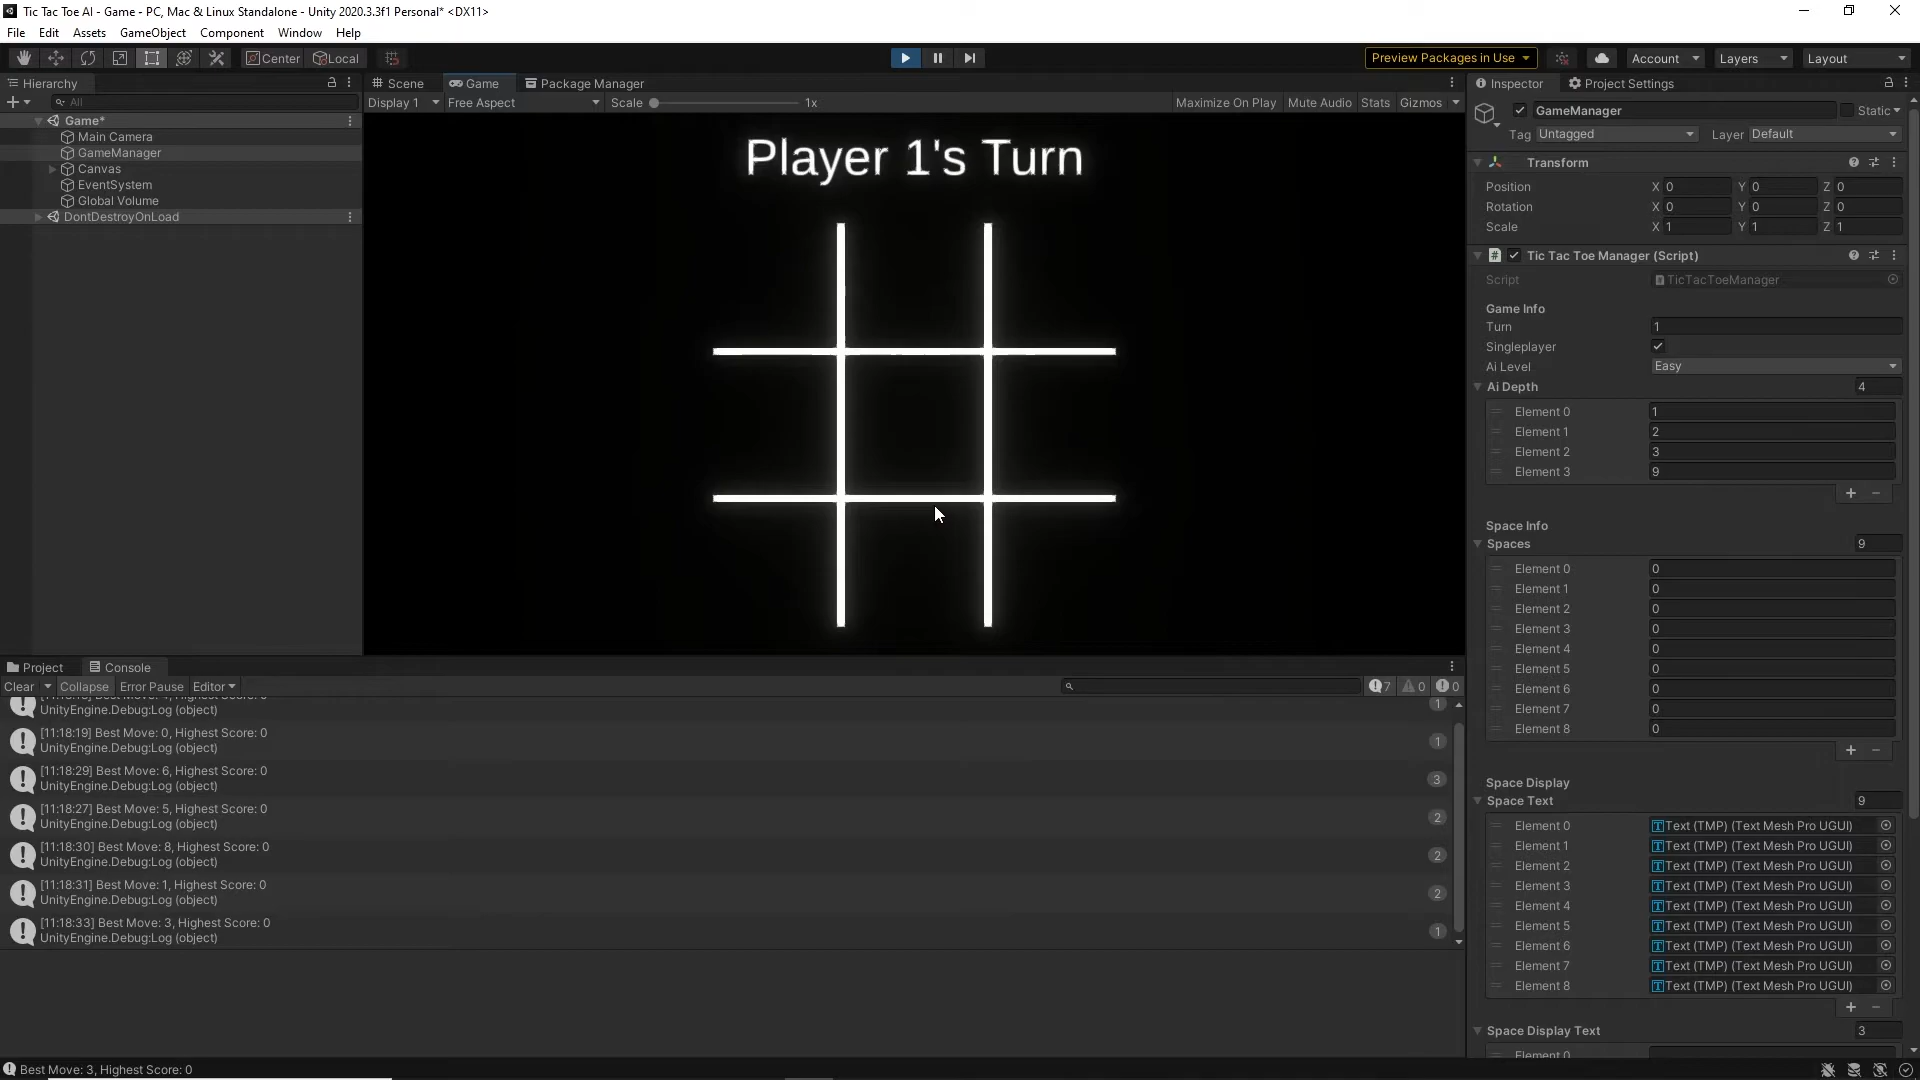 Tic Tac Toe AI - Game - PC, Mac & Linux Standalone - Unity 2020.3.3f1 Personal* <DX11>
File Edit Assets GameObject Component Window Help
Center Local Preview Packages in Use Account Layers Layout
Hierarchy
All
Game*
Main Camera
GameManager
Canvas
EventSystem
Global Volume
DontDestroyOnLoad
Scene Game Package Manager
Display 1 Free Aspect Scale 1x Maximize On Play Mute Audio Stats Gizmos
Player 1's Turn
Project Console
Clear Collapse Error Pause Editor 7 0 0
UnityEngine.Debug:Log (object) 1
[11:18:19] Best Move: 0, Highest Score: 0
UnityEngine.Debug:Log (object) 1
[11:18:29] Best Move: 6, Highest Score: 0
UnityEngine.Debug:Log (object) 3
[11:18:27] Best Move: 5, Highest Score: 0
UnityEngine.Debug:Log (object) 2
[11:18:30] Best Move: 8, Highest Score: 0
UnityEngine.Debug:Log (object) 2
[11:18:31] Best Move: 1, Highest Score: 0
UnityEngine.Debug:Log (object) 2
[11:18:33] Best Move: 3, Highest Score: 0
UnityEngine.Debug:Log (object) 1
Best Move: 3, Highest Score: 0
Inspector Project Settings
GameManager Static
Tag Untagged Layer Default
Transform
Position X 0 Y 0 Z 0
Rotation X 0 Y 0 Z 0
Scale X 1 Y 1 Z 1
Tic Tac Toe Manager (Script)
Script TicTacToeManager
Game Info
Turn 1
Singleplayer
Ai Level Easy
Ai Depth 4
Element 0 1
Element 1 2
Element 2 3
Element 3 9
Space Info
Spaces 9
Element 0 0
Element 1 0
Element 2 0
Element 3 0
Element 4 0
Element 5 0
Element 6 0
Element 7 0
Element 8 0
Space Display
Space Text 9
Element 0 Text (TMP) (Text Mesh Pro UGUI)
Element 1 Text (TMP) (Text Mesh Pro UGUI)
Element 2 Text (TMP) (Text Mesh Pro UGUI)
Element 3 Text (TMP) (Text Mesh Pro UGUI)
Element 4 Text (TMP) (Text Mesh Pro UGUI)
Element 5 Text (TMP) (Text Mesh Pro UGUI)
Element 6 Text (TMP) (Text Mesh Pro UGUI)
Element 7 Text (TMP) (Text Mesh Pro UGUI)
Element 8 Text (TMP) (Text Mesh Pro UGUI)
Space Display Text 3
Element 0